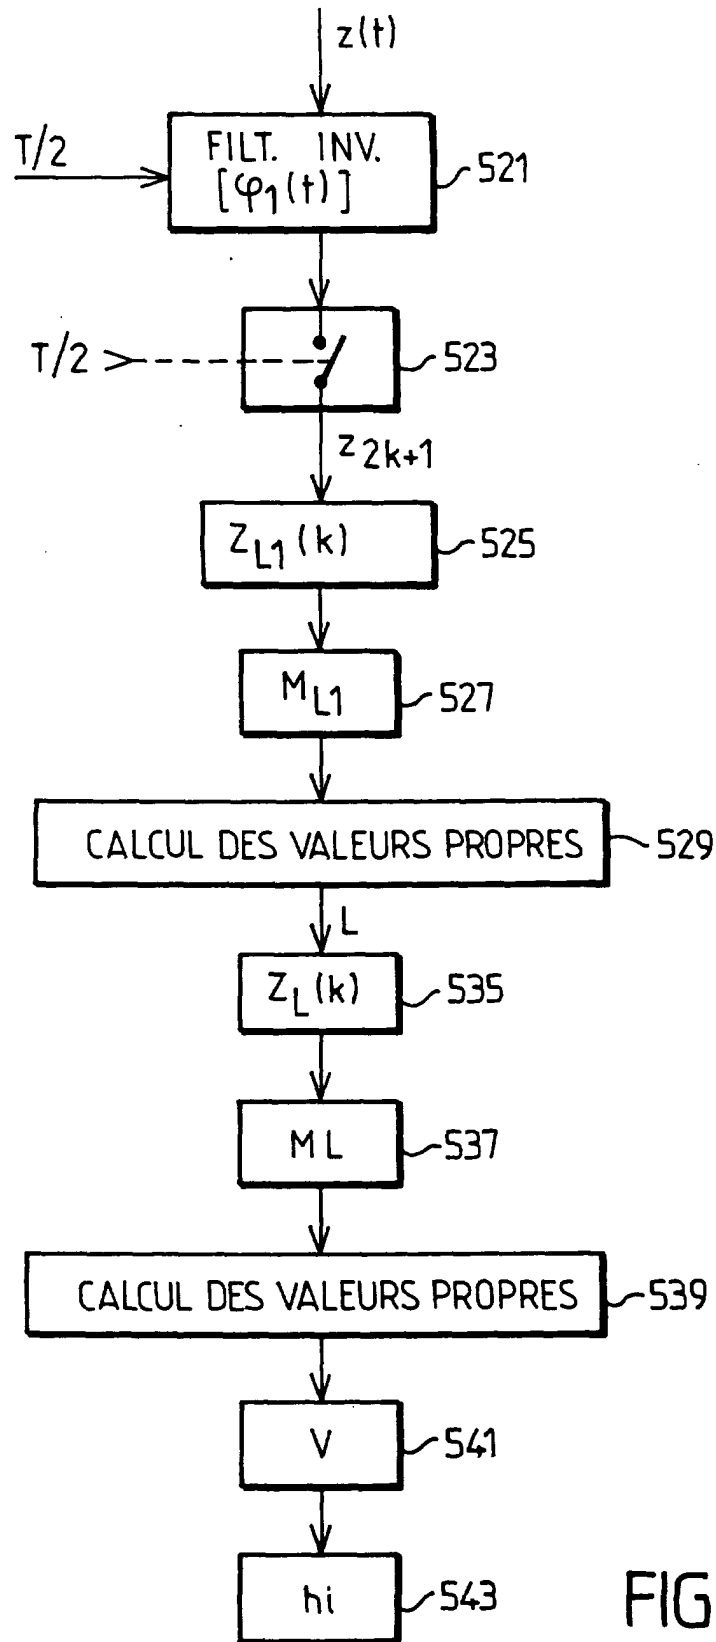 z(t)
T/2
FILT. INV.
[φ1(t)]
521
T/2
523
z2k+1
ZL1(k)
525
ML1
527
CALCUL DES VALEURS PROPRES
529
L
ZL(k)
535
ML
537
CALCUL DES VALEURS PROPRES
539
V
541
hi
543
FIG